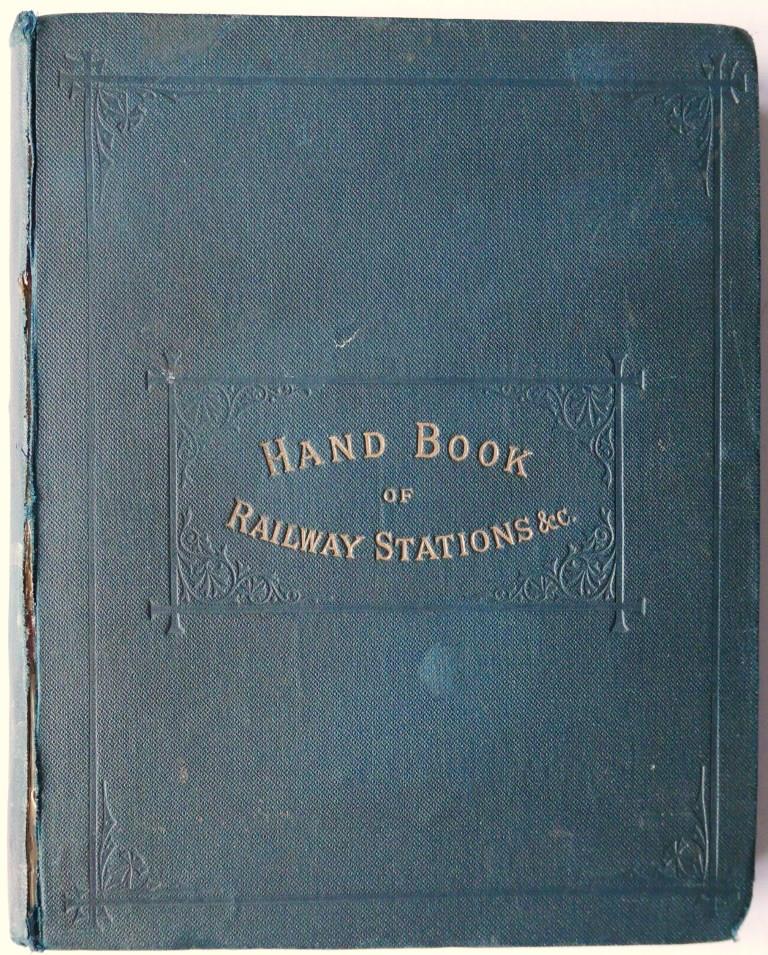 HAND BOOK
OF
RAILWAY STATIONS &c.